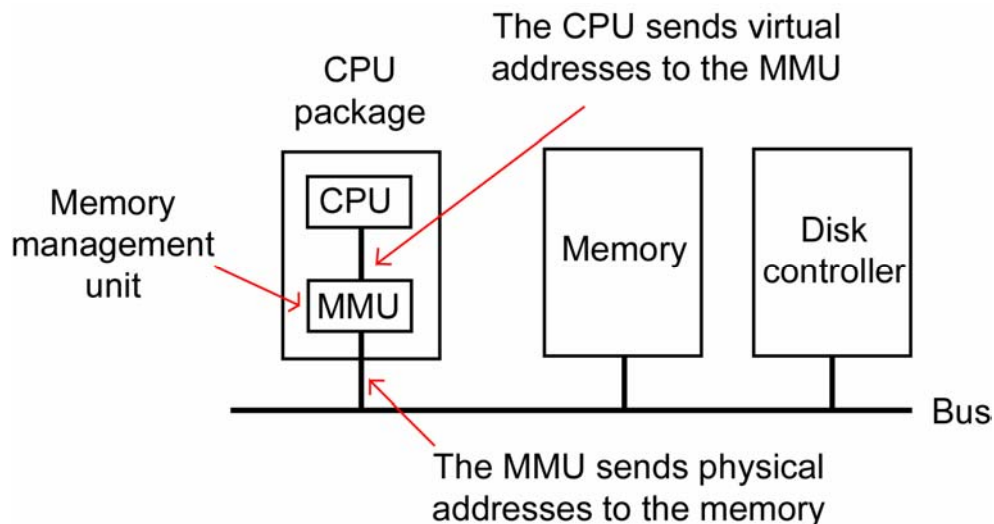 The CPU sends virtual
addresses to the MMU
CPU
package
Memory
management
unit
CPU
MMU
Memory
Disk
controller
Bus
The MMU sends physical
addresses to the memory